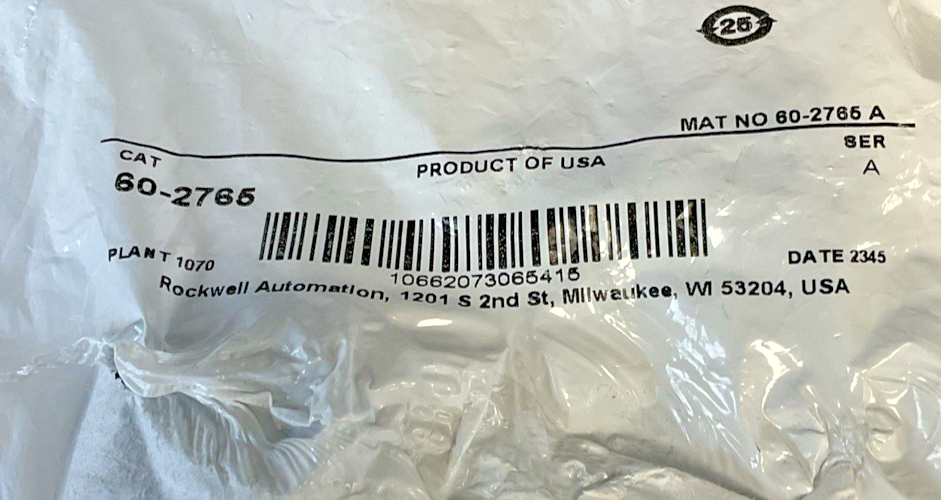 25
MAT NO 60-2765 A
CAT
PRODUCT OF USA
SER
60-2765
A
PLANT 1070
DATE 2345
10662073065415
Rockwell Automation, 1201 S 2nd St, Milwaukee, WI 53204, USA